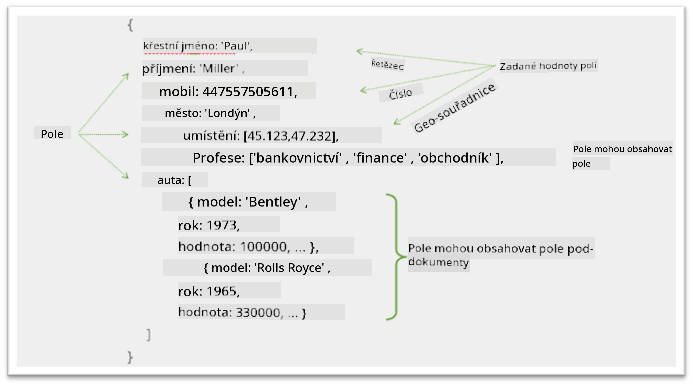 {
křestní jméno: 'Paul',
příjmení: 'Miller' ,
mobil: 447557505611,
město: 'Londýn' ,
umístění: [45.123,47.232],
Profese: ['bankovnictví' , 'finance' , 'obchodník' ],
auta: [
{ model: 'Bentley' ,
rok: 1973,
hodnota: 100000, ... },
{ model: 'Rolls Royce' ,
rok: 1965,
hodnota: 330000, ... }
]
}
Pole
Řetězec
Číslo
Geo-souřadnice
Zadané hodnoty polí
Pole mohou obsahovat
pole
Pole mohou obsahovat pole pod-
dokumenty